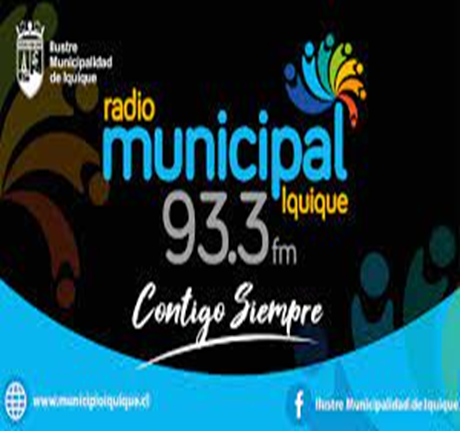 Ilustre
Municipalidad
de Iquique
radio
municipal
Iquique
93.3 fm
Contigo Siempre
www.municipioiquique.cl
f Ilustre Municipalidad de Iquique